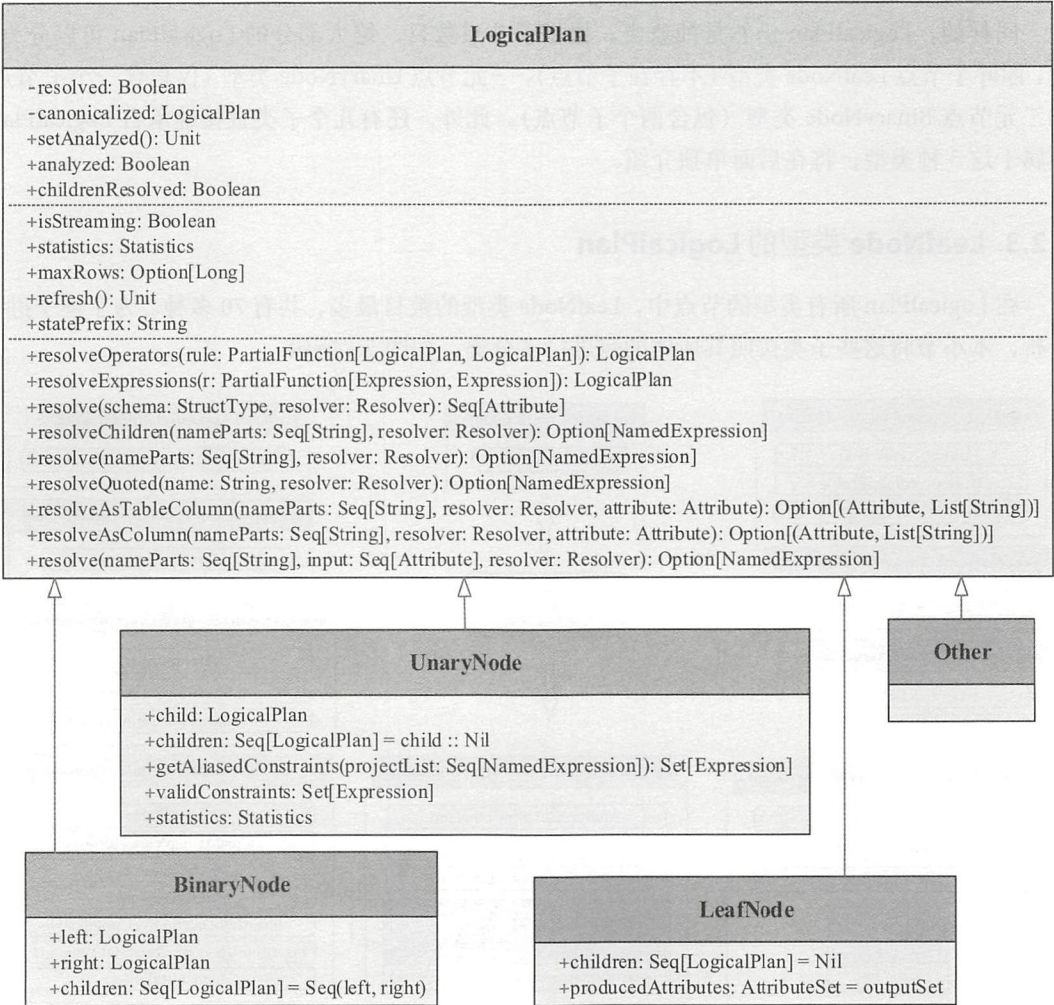 LogicalPlan
-resolved: Boolean
-canonicalized: LogicalPlan
+setAnalyzed(): Unit
+analyzed: Boolean
+childrenResolved: Boolean
+isStreaming: Boolean
+statistics: Statistics
+maxRows: Option[Long]
+refresh(): Unit
+statePrefix: String
+resolveOperators(rule: PartialFunction[LogicalPlan, LogicalPlan]): LogicalPlan
+resolveExpressions(r: PartialFunction[Expression, Expression]): LogicalPlan
+resolve(schema: StructType, resolver: Resolver): Seq[Attribute]
+resolveChildren(nameParts: Seq[String], resolver: Resolver): Option[NamedExpression]
+resolve(nameParts: Seq[String], resolver: Resolver): Option[NamedExpression]
+resolveQuoted(name: String, resolver: Resolver): Option[NamedExpression]
+resolveAsTableColumn(nameParts: Seq[String], resolver: Resolver, attribute: Attribute): Option[(Attribute, List[String])]
+resolveAsColumn(nameParts: Seq[String], resolver: Resolver, attribute: Attribute): Option[(Attribute, List[String])]
+resolve(nameParts: Seq[String], input: Seq[Attribute], resolver: Resolver): Option[NamedExpression]
UnaryNode
+child: LogicalPlan
+children: Seq[LogicalPlan] = child :: Nil
+getAliasedConstraints(projectList: Seq[NamedExpression]): Set[Expression]
+validConstraints: Set[Expression]
+statistics: Statistics
Other
BinaryNode
+left: LogicalPlan
+right: LogicalPlan
+children: Seq[LogicalPlan] = Seq(left, right)
LeafNode
+children: Seq[LogicalPlan] = Nil
+producedAttributes: AttributeSet = outputSet